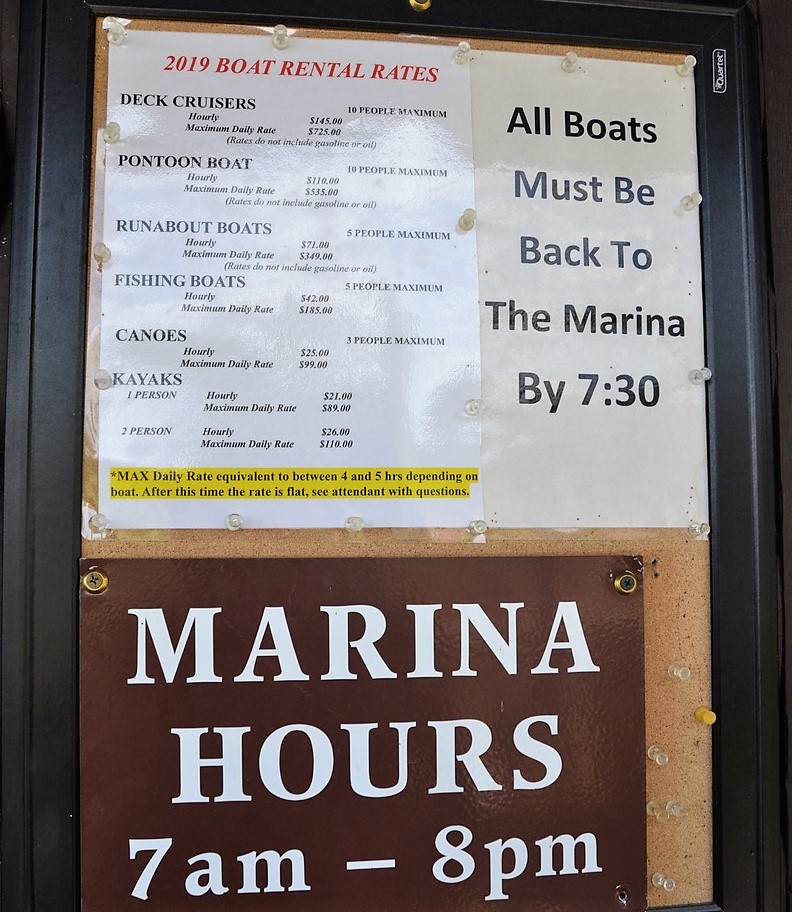 2019 BOAT RENTAL RATES
DECK CRUISERS 10 PEOPLE MAXIMUM
Hourly $145.00
Maximum Daily Rate $725.00
(Rates do not include gasoline or oil)
PONTOON BOAT 10 PEOPLE MAXIMUM
Hourly $110.00
Maximum Daily Rate $535.00
(Rates do not include gasoline or oil)
RUNABOUT BOATS 5 PEOPLE MAXIMUM
Hourly $71.00
Maximum Daily Rate $349.00
(Rates do not include gasoline or oil)
FISHING BOATS 5 PEOPLE MAXIMUM
Hourly $42.00
Maximum Daily Rate $185.00
CANOES 3 PEOPLE MAXIMUM
Hourly $25.00
Maximum Daily Rate $99.00
KAYAKS
1 PERSON Hourly $21.00
Maximum Daily Rate $89.00
2 PERSON Hourly $26.00
Maximum Daily Rate $110.00
*MAX Daily Rate equivalent to between 4 and 5 hrs depending on
boat. After this time the rate is flat, see attendant with questions.
All Boats
Must Be
Back To
The Marina
By 7:30
Quartet
MARINA
HOURS
7am – 8pm